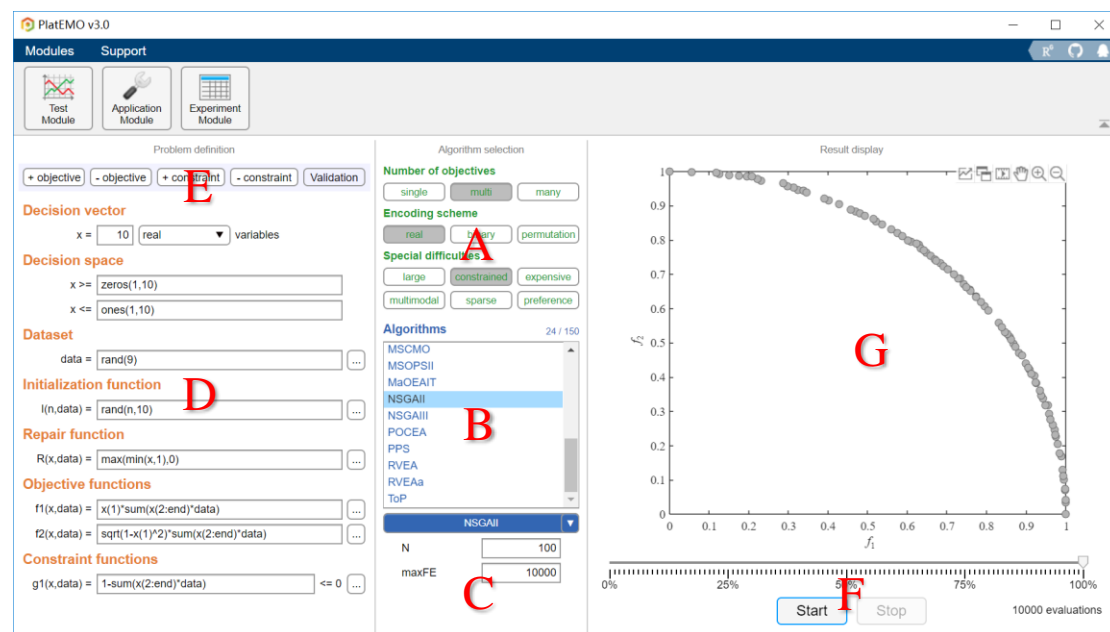 PlatEMO v3.0
Modules Support
Test Module
Application Module
Experiment Module
Problem definition
+ objective - objective + constraint - constraint Validation
E
Decision vector
x = 10 real variables
Decision space
x >= zeros(1,10)
x <= ones(1,10)
Dataset
data = rand(9) ...
Initialization function
D
I(n,data) = rand(n,10) ...
Repair function
R(x,data) = max(min(x,1),0) ...
Objective functions
f1(x,data) = x(1)*sum(x(2:end)*data) ...
f2(x,data) = sqrt(1-x(1)^2)*sum(x(2:end)*data) ...
Constraint functions
g1(x,data) = 1-sum(x(2:end)*data) <= 0 ...
Algorithm selection
Number of objectives
single multi many
Encoding scheme
real binary permutation
A
Special difficulties
large constrained expensive
multimodal sparse preference
Algorithms 24 / 150
MSCMO
MSOPSII
MaOEAIT
NSGAII
NSGAIII
B
POCEA
PPS
RVEA
RVEAa
ToP
NSGAII
N 100
maxFE 10000
C
Result display
1
0.9
0.8
0.7
0.6
f2
0.5
G
0.4
0.3
0.2
0.1
0
0 0.1 0.2 0.3 0.4 0.5 0.6 0.7 0.8 0.9 1
f1
0% 25% 50% 75% 100%
F
Start Stop 10000 evaluations